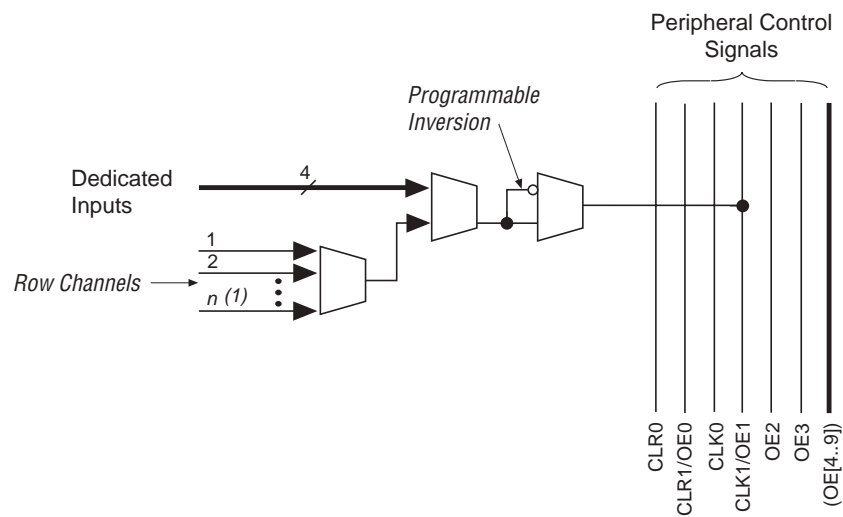 Peripheral Control
Signals
Programmable
Inversion
4
Dedicated
Inputs
1
2
Row Channels
n (1)
CLR0
CLR1/OE0
CLK0
CLK1/OE1
OE2
OE3
(OE[4..9])